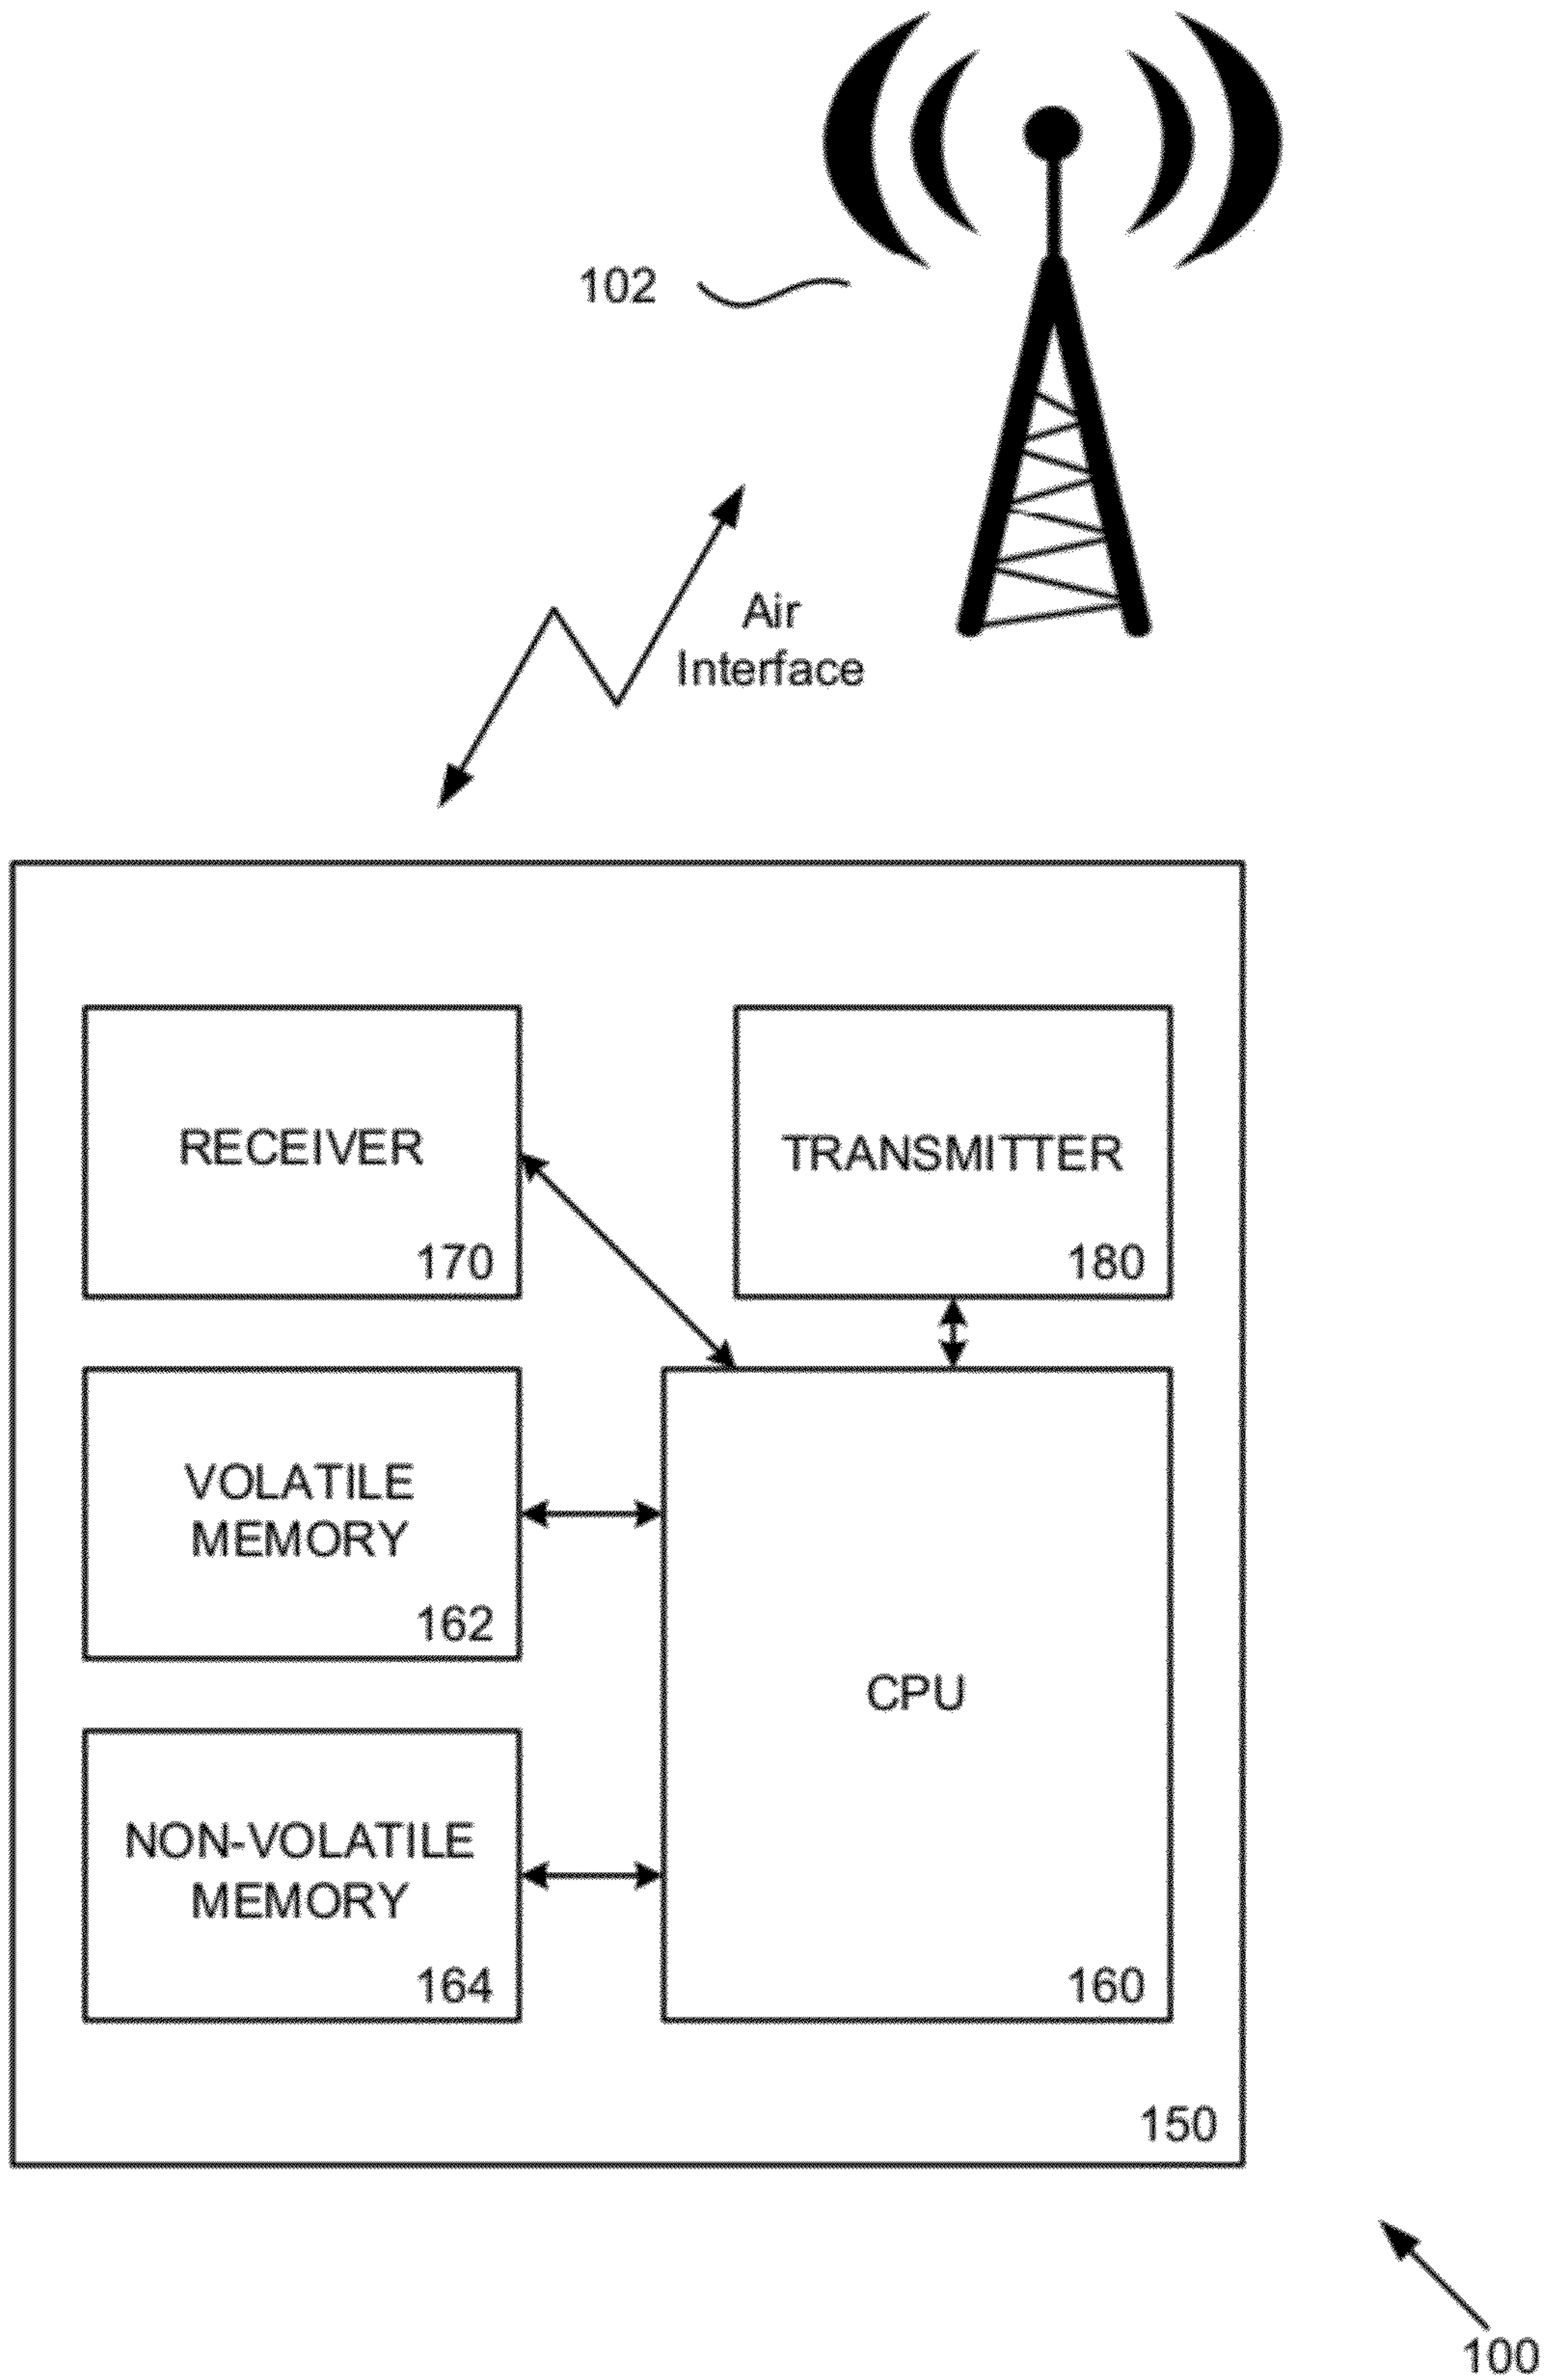 102
Air
Interface
RECEIVER
170
TRANSMITTER
180
VOLATILE
MEMORY
162
CPU
160
NON-VOLATILE
MEMORY
164
150
100